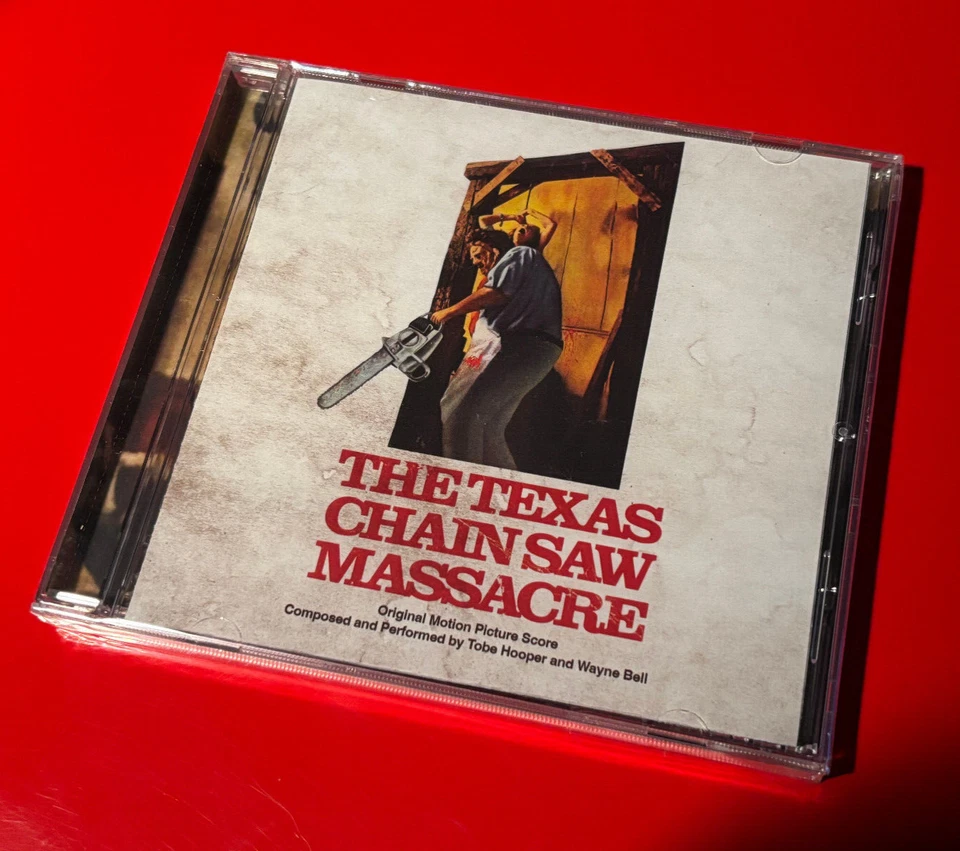 THE TEXAS
CHAIN SAW
MASSACRE
Original Motion Picture Score
Composed and Performed by Tobe Hooper and Wayne Bell